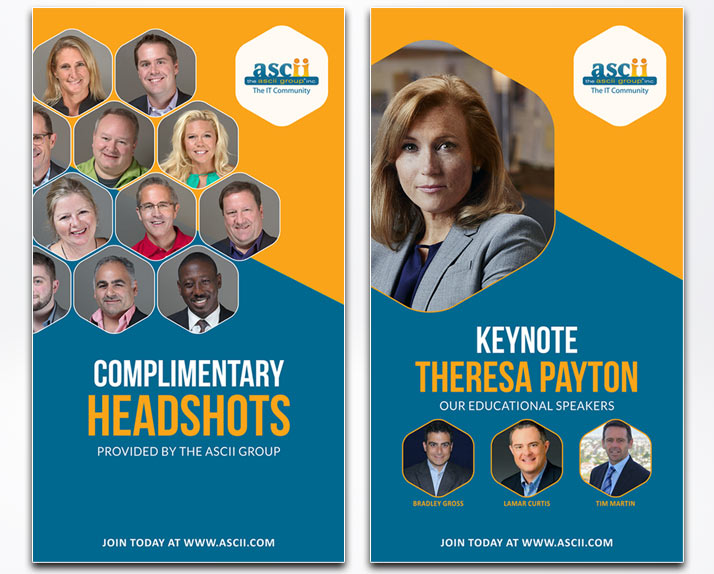 ascii
the ascii group inc
The IT Community
COMPLIMENTARY
HEADSHOTS
PROVIDED BY THE ASCII GROUP
JOIN TODAY AT WWW.ASCII.COM
ascii
the ascii group inc
The IT Community
KEYNOTE
THERESA PAYTON
OUR EDUCATIONAL SPEAKERS
BRADLEY GROSS
LAMAR CURTIS
TIM MARTIN
JOIN TODAY AT WWW.ASCII.COM